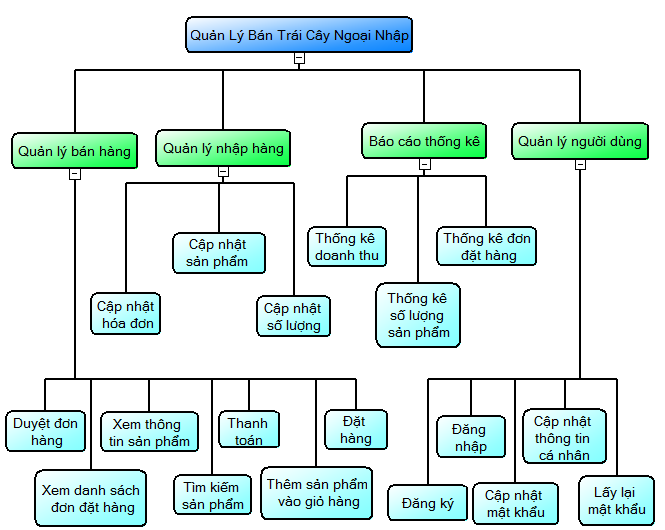 Quản Lý Bán Trái Cây Ngoại Nhập
Quản lý bán hàng
Quản lý nhập hàng
Báo cáo thống kê
Quản lý người dùng
Cập nhật
hóa đơn
Cập nhật
sản phẩm
Cập nhật
số lượng
Thống kê
doanh thu
Thống kê
số lượng
sản phẩm
Thống kê đơn
đặt hàng
Duyệt đơn
hàng
Xem danh sách
đơn đặt hàng
Xem thông
tin sản phẩm
Tìm kiếm
sản phẩm
Thanh
toán
Thêm sản phẩm
vào giỏ hàng
Đặt
hàng
Đăng ký
Đăng
nhập
Cập nhật
mật khẩu
Cập nhật
thông tin
cá nhân
Lấy lại
mật khẩu